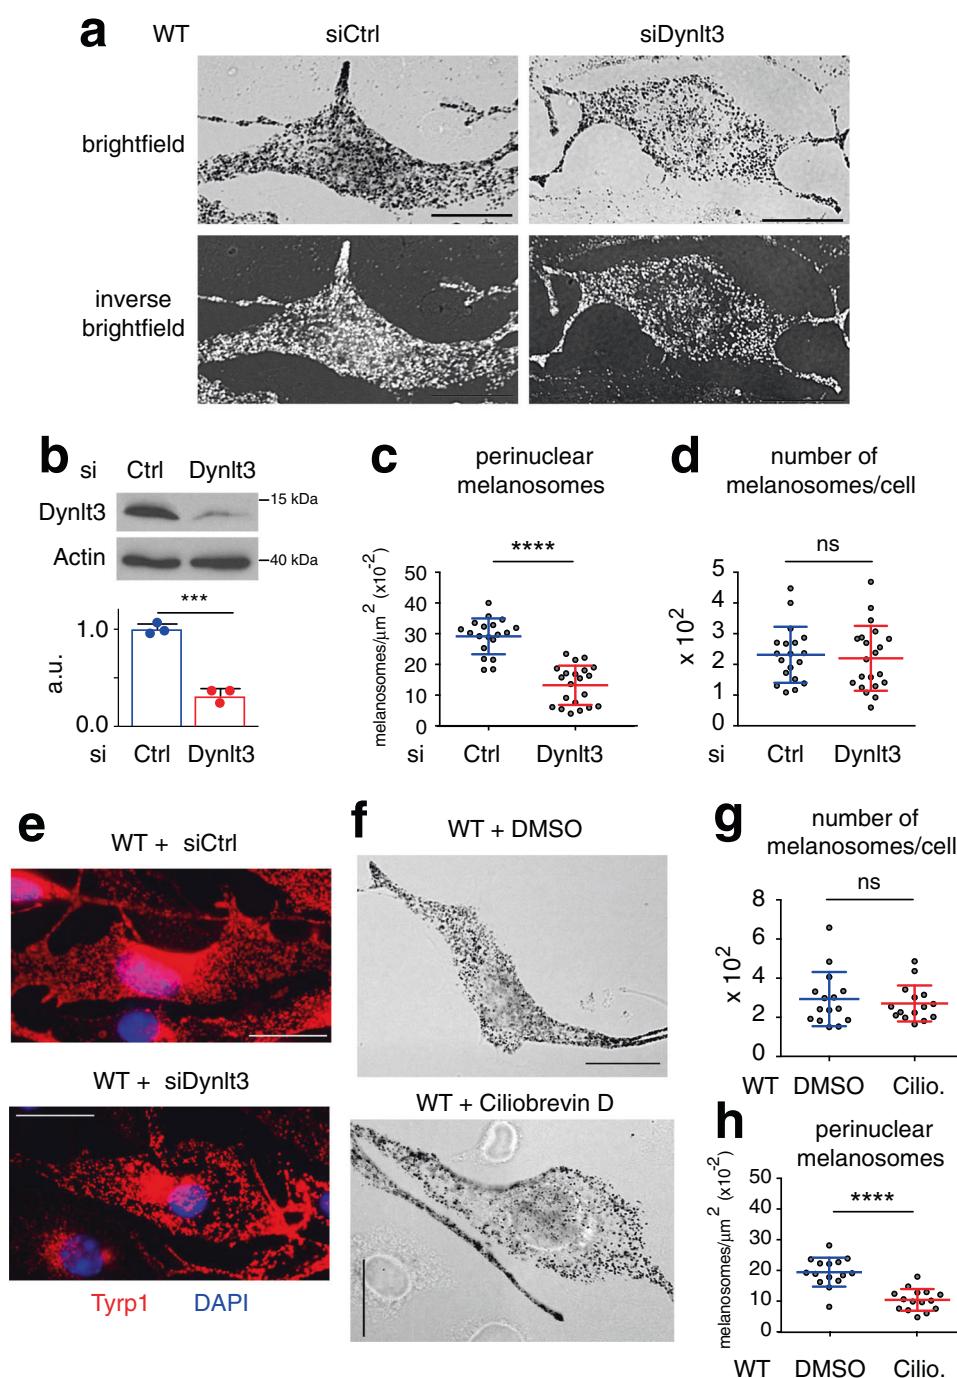 a WT siCtrl siDynlt3
brightfield
inverse
brightfield
b si Ctrl Dynlt3
Dynlt3 15 kDa
Actin 40 kDa
***
1.0
a.u.
0.0
si Ctrl Dynlt3
c perinuclear
melanosomes
****
melanosomes/µm² (x10⁻²)
50
40
30
20
10
0
si Ctrl Dynlt3
d number of
melanosomes/cell
ns
x 10²
5
4
3
2
1
0
si Ctrl Dynlt3
e
WT + siCtrl
WT + siDynlt3
Tyrp1 DAPI
f
WT + DMSO
WT + Ciliobrevin D
g number of
melanosomes/cell
ns
x 10²
8
6
4
2
0
WT DMSO Cilio.
h perinuclear
melanosomes
****
melanosomes/µm² (x10⁻²)
50
40
30
20
10
0
WT DMSO Cilio.